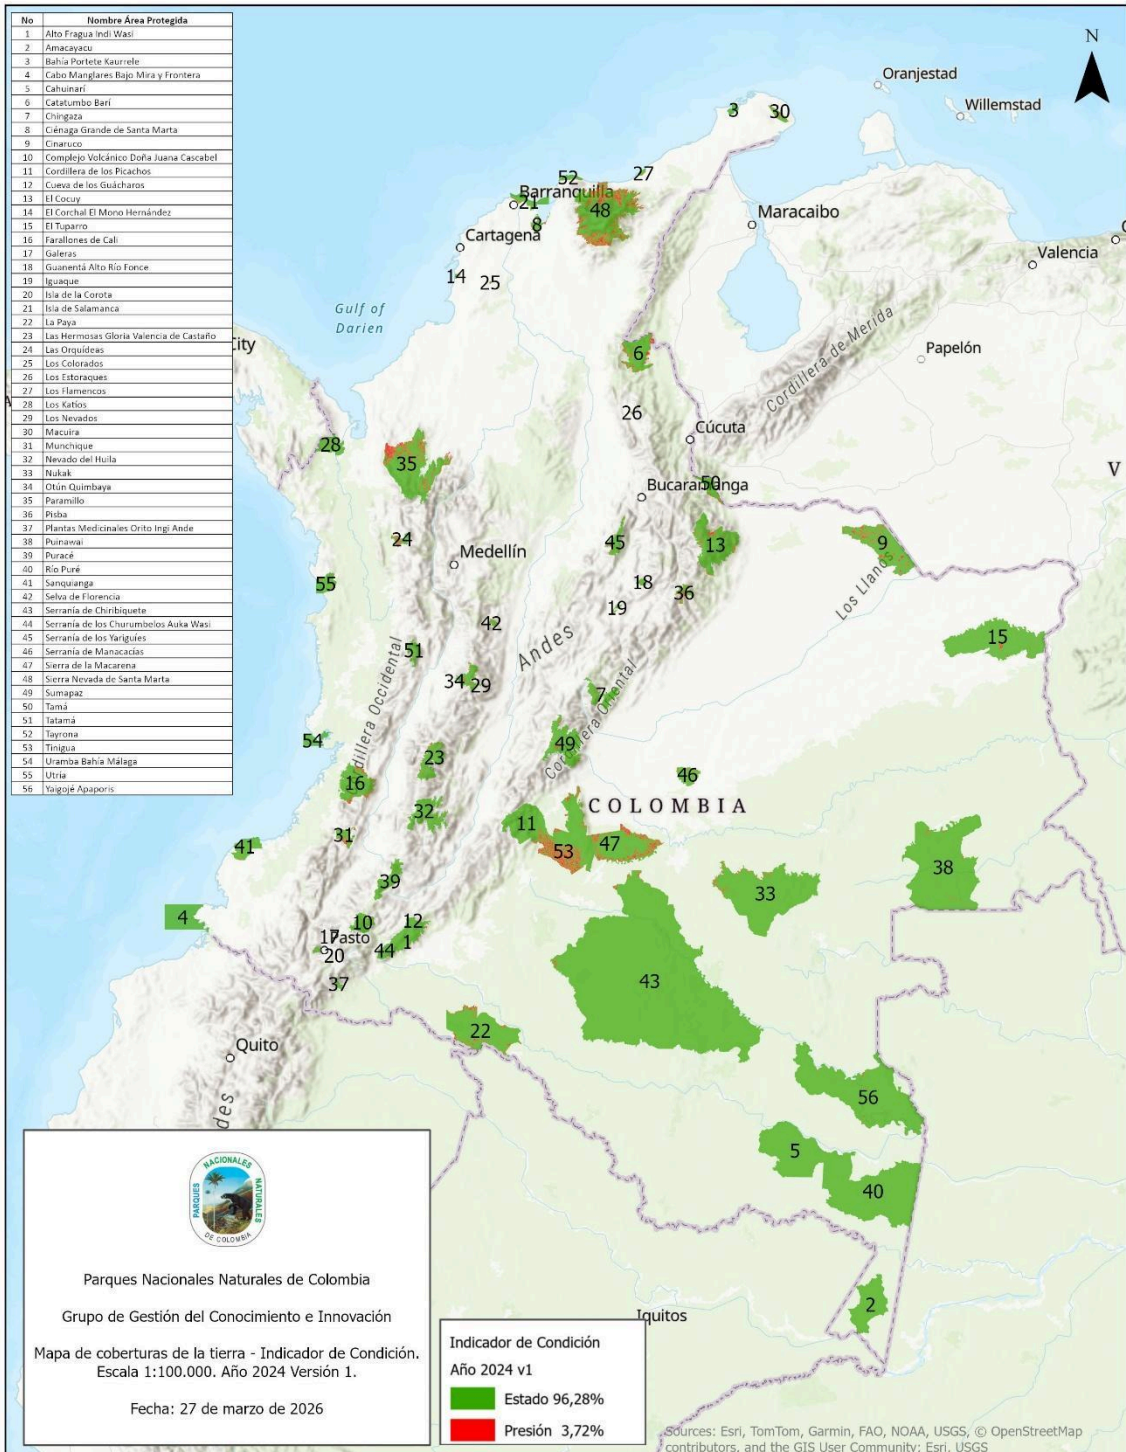 No Nombre Área Protegida
1 Alto Fragua Indi Wasi
2 Amacayacu
3 Bahía Portete Kaurrele
4 Cabo Manglares Bajo Mira y Frontera
5 Cahuinarí
6 Catatumbo Barí
7 Chingaza
8 Ciénaga Grande de Santa Marta
9 Cinaruco
10 Complejo Volcánico Doña Juana Cascabel
11 Cordillera de los Picachos
12 Cueva de los Guácharos
13 El Cocuy
14 El Corchal El Mono Hernández
15 El Tuparro
16 Farallones de Cali
17 Galeras
18 Guanentá Alto Río Fonce
19 Iguaque
20 Isla de la Corota
21 Isla de Salamanca
22 La Paya
23 Las Hermosas Gloria Valencia de Castaño
24 Las Orquídeas
25 Los Colorados
26 Los Estoraques
27 Los Flamencos
28 Los Katíos
29 Los Nevados
30 Macuira
31 Munchique
32 Nevado del Huila
33 Nukak
34 Otún Quimbaya
35 Paramillo
36 Pisba
37 Plantas Medicinales Orito Ingi Ande
38 Puinawai
39 Puracé
40 Río Puré
41 Sanquianga
42 Selva de Florencia
43 Serranía de Chiribiquete
44 Serranía de los Churumbelos Auka Wasi
45 Serranía de los Yariguíes
46 Serranía de Manacacías
47 Sierra de la Macarena
48 Sierra Nevada de Santa Marta
49 Sumapaz
50 Tamá
51 Tatamá
52 Tayrona
53 Tinigua
54 Uramba Bahía Málaga
55 Utría
56 Yaigojé Apaporis
N
Oranjestad
Willemstad
3
30
27
52
Barranquilla
21
48
8
Maracaibo
Cartagena
Valencia
14
25
Gulf of
Darien
City
6
Cordillera de Merida
Papelón
26
Cúcuta
28
35
50
Bucaramanga
V
24
Medellín
45
13
9
Los Llanos
55
18
36
19
42
15
Andes
51
34
29
7
dillera Occidental
Cordillera Oriental
54
49
23
46
16
COLOMBIA
32
11
31
53
47
41
38
39
33
4
10
12
17
Pasto
1
20
44
37
43
22
Quito
56
des
5
40
2
Iquitos
PARQUES NACIONALES NATURALES
DE COLOMBIA
Parques Nacionales Naturales de Colombia
Grupo de Gestión del Conocimiento e Innovación
Mapa de coberturas de la tierra - Indicador de Condición.
Escala 1:100.000. Año 2024 Versión 1.
Fecha: 27 de marzo de 2026
Indicador de Condición
Año 2024 v1
Estado 96,28%
Presión 3,72%
Sources: Esri, TomTom, Garmin, FAO, NOAA, USGS, © OpenStreetMap
contributors, and the GIS User Community; Esri, USGS